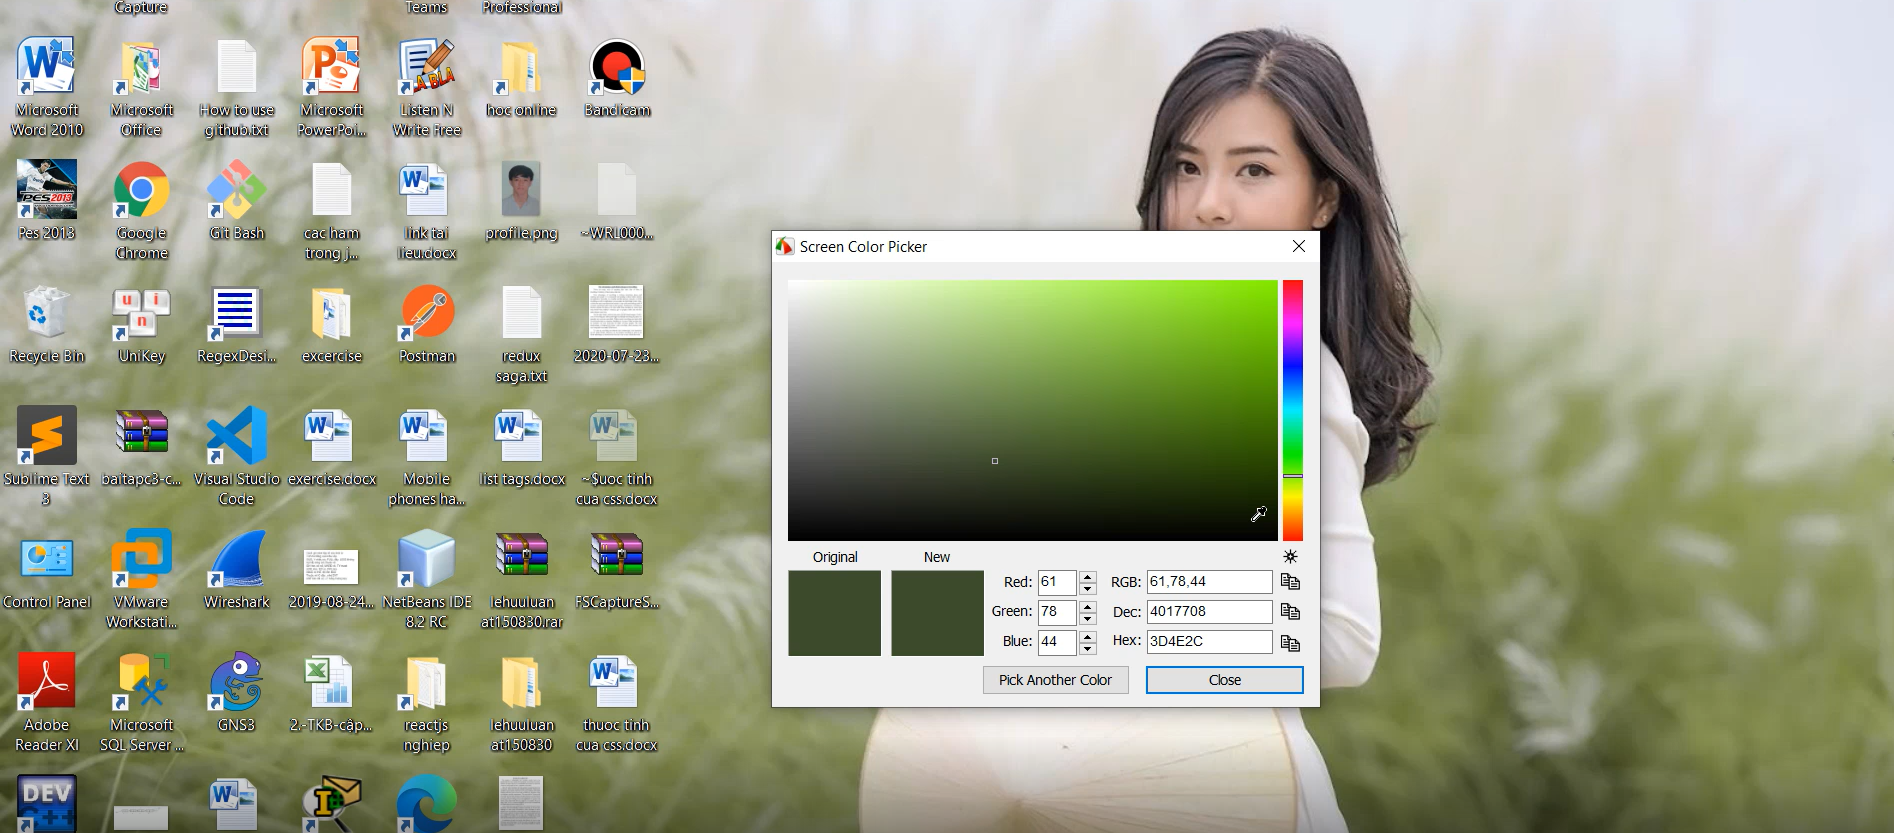 Capture
Teams
Professional
Microsoft
Word 2010
Microsoft
Office
How to use
github.txt
Microsoft
PowerPoi...
Listen N
Write Free
hoc online
Bandicam
Pes 2013
Google
Chrome
Git Bash
cac ham
trong j...
link tai
lieu.docx
profile.png
~WRL000...
Recycle Bin
UniKey
RegexDesi...
excercise
Postman
redux
saga.txt
2020-07-23...
Sublime Text
3
baitapc3-c...
Visual Studio
Code
exercise.docx
Mobile
phones ha...
list tags.docx
~$uoc tinh
cua css.docx
Control Panel
VMware
Workstati...
Wireshark
2019-08-24...
NetBeans IDE
8.2 RC
lehuuluan
at150830.rar
FSCaptureS...
Adobe
Reader XI
Microsoft
SQL Server ...
GNS3
2.-TKB-cập...
reactjs
nghiep
lehuuluan
at150830
thuoc tinh
cua css.docx
DEV
C++
Screen Color Picker
Original
New
Red: 61
RGB: 61,78,44
Green: 78
Dec: 4017708
Blue: 44
Hex: 3D4E2C
Pick Another Color
Close